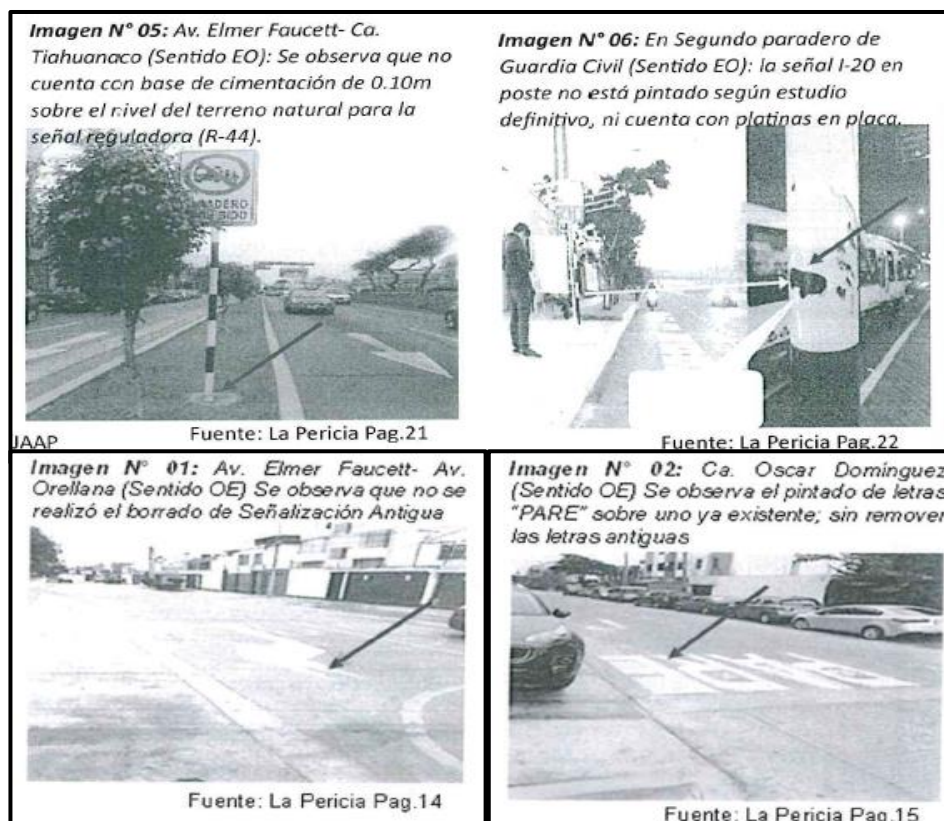 Imagen N° 05: Av. Elmer Faucett- Ca.
Tiahuanaco (Sentido EO): Se observa que no
cuenta con base de cimentación de 0.10m
sobre el nivel del terreno natural para la
señal reguladora (R-44).
Fuente: La Pericia Pag.21
JAAP
Imagen N° 06: En Segundo paradero de
Guardia Civil (Sentido EO): la señal I-20 en
poste no está pintado según estudio
definitivo, ni cuenta con platinas en placa.
Fuente: La Pericia Pag.22
Imagen N° 01: Av. Elmer Faucett- Av.
Orellana (Sentido OE) Se observa que no se
realizó el borrado de Señalización Antigua
Fuente: La Pericia Pag.14
Imagen N° 02: Ca. Oscar Domínguez
(Sentido OE) Se observa el pintado de letras
"PARE" sobre uno ya existente; sin remover
las letras antiguas
Fuente: La Pericia Pag.15